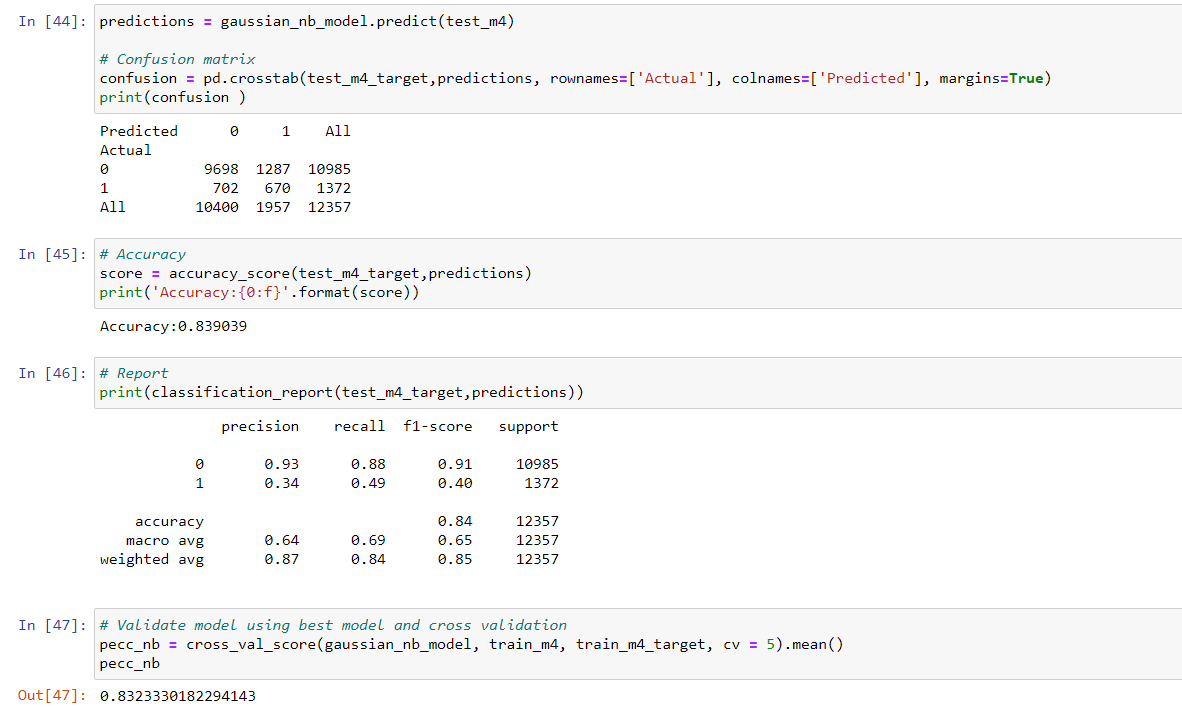 In [44]: predictions = gaussian_nb_model.predict(test_m4)
# Confusion matrix
confusion = pd.crosstab(test_m4_target,predictions, rownames=['Actual'], colnames=['Predicted'], margins=True)
print(confusion )
Predicted 0 1 All
Actual
0 9698 1287 10985
1 702 670 1372
All 10400 1957 12357
In [45]: # Accuracy
score = accuracy_score(test_m4_target,predictions)
print('Accuracy:{0:f}'.format(score))
Accuracy:0.839039
In [46]: # Report
print(classification_report(test_m4_target,predictions))
precision recall f1-score support
0 0.93 0.88 0.91 10985
1 0.34 0.49 0.40 1372
accuracy 0.84 12357
macro avg 0.64 0.69 0.65 12357
weighted avg 0.87 0.84 0.85 12357
In [47]: # Validate model using best model and cross validation
pecc_nb = cross_val_score(gaussian_nb_model, train_m4, train_m4_target, cv = 5).mean()
pecc_nb
Out[47]: 0.8323330182294143